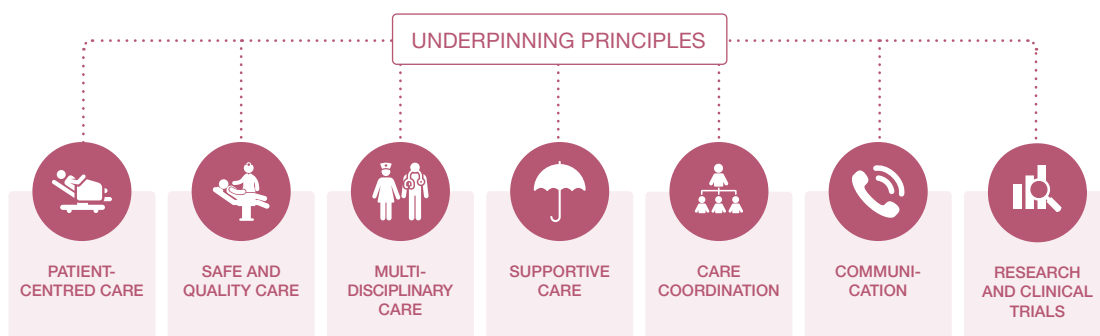 UNDERPINNING PRINCIPLES
PATIENT-
CENTRED CARE
SAFE AND
QUALITY CARE
MULTI-
DISCIPLINARY
CARE
SUPPORTIVE
CARE
CARE
COORDINATION
COMMUNI-
CATION
RESEARCH
AND CLINICAL
TRIALS